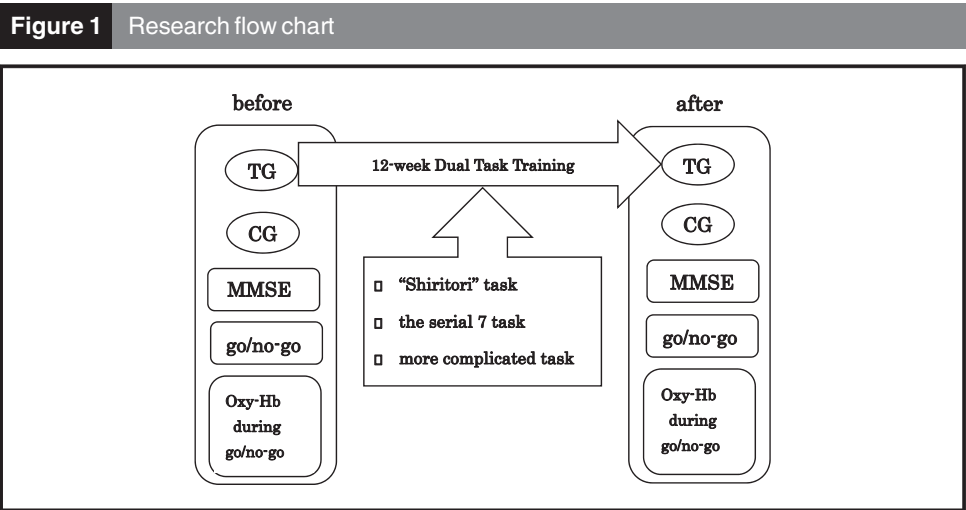 Figure 1 Research flow chart
before
TG
CG
MMSE
go/no-go
Oxy-Hb
during
go/no-go
12-week Dual Task Training
“Shiritori” task
the serial 7 task
more complicated task
after
TG
CG
MMSE
go/no-go
Oxy-Hb
during
go/no-go